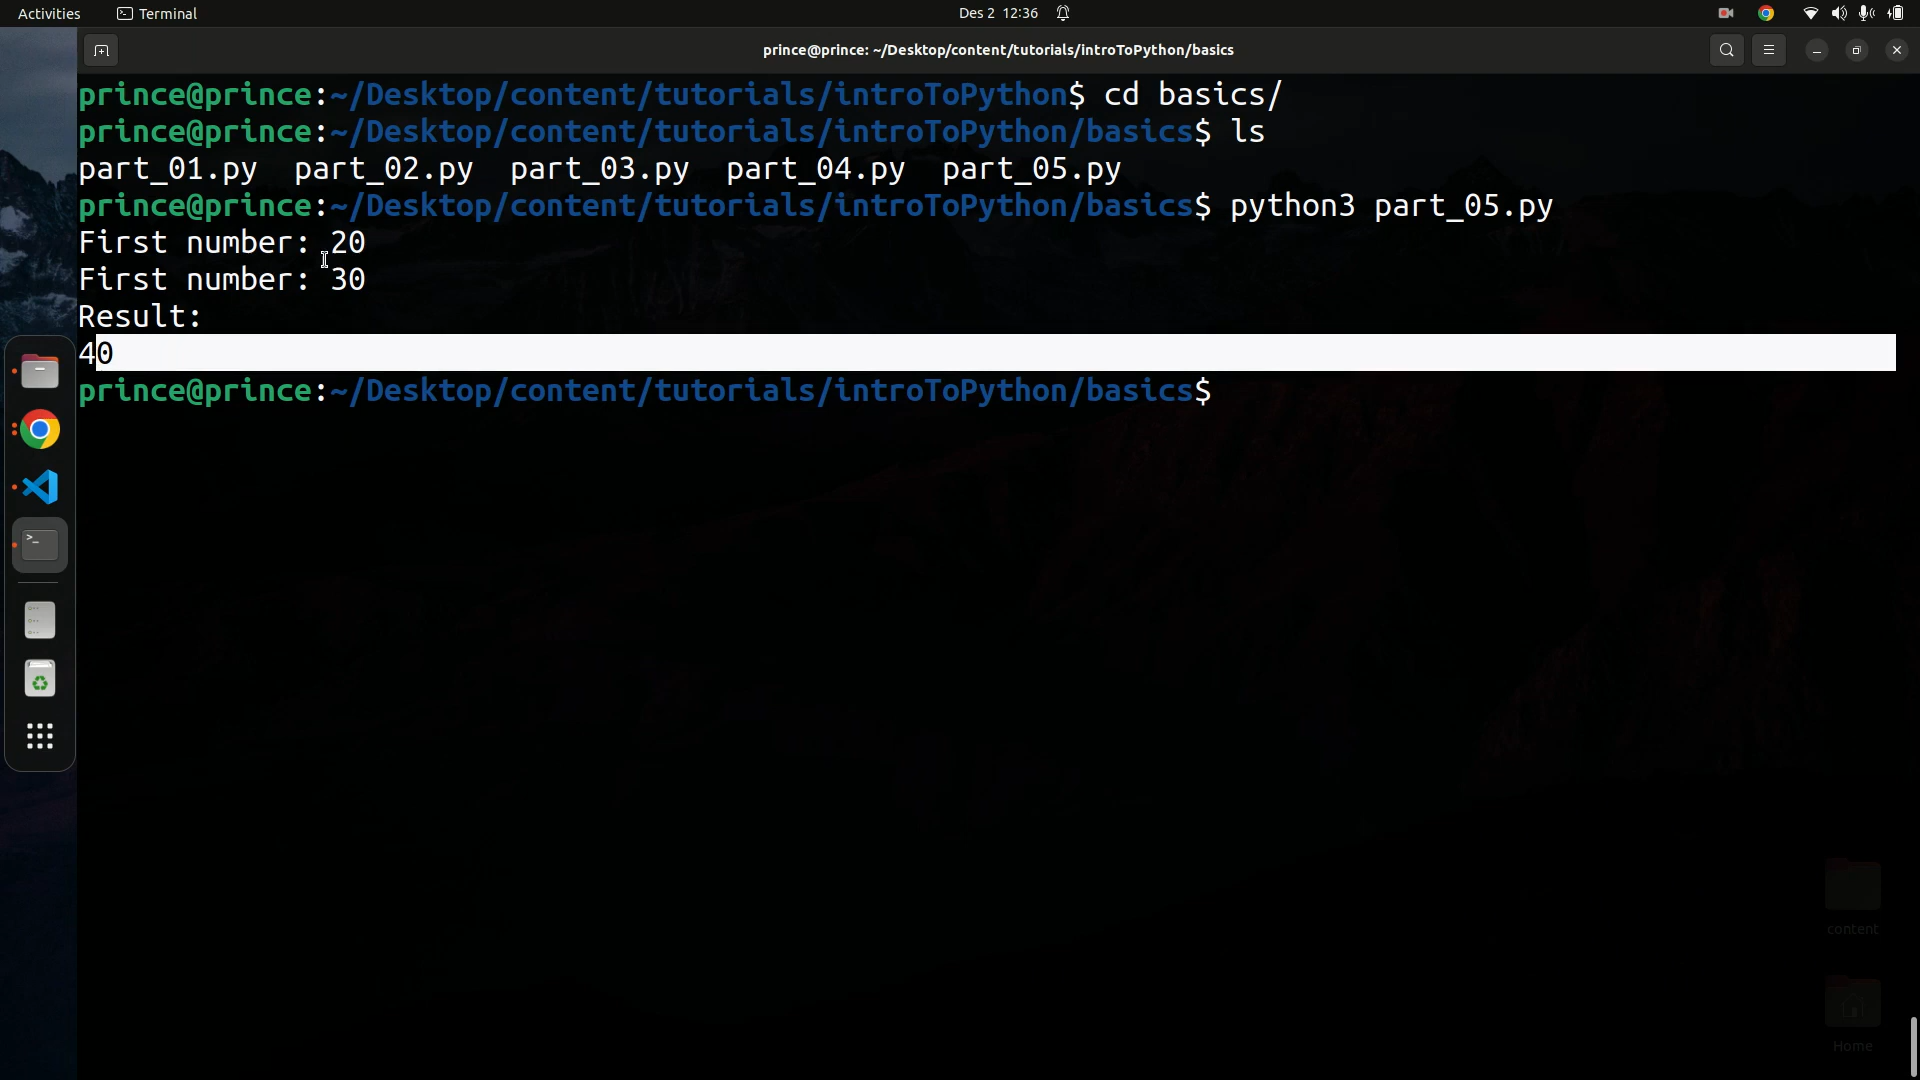 Activities Terminal Des 2 12:36
prince@prince: ~/Desktop/content/tutorials/introToPython/basics
prince@prince:~/Desktop/content/tutorials/introToPython$ cd basics/
prince@prince:~/Desktop/content/tutorials/introToPython/basics$ ls
part_01.py part_02.py part_03.py part_04.py part_05.py
prince@prince:~/Desktop/content/tutorials/introToPython/basics$ python3 part_05.py
First number: 20
First number: 30
Result:
40
prince@prince:~/Desktop/content/tutorials/introToPython/basics$
content
Home